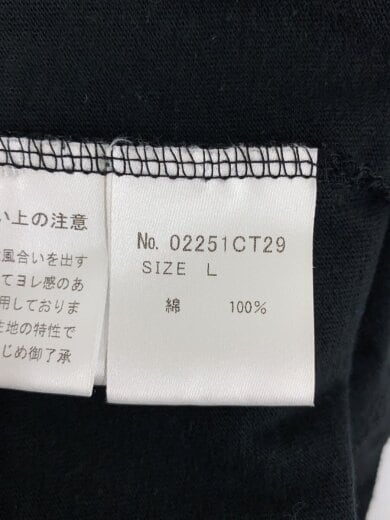 い上の注意
風合いを出す
てヨレ感のあ
用しておりま
生地の特性で
じめ御了承
No. 02251CT29
SIZE L
綿 100%